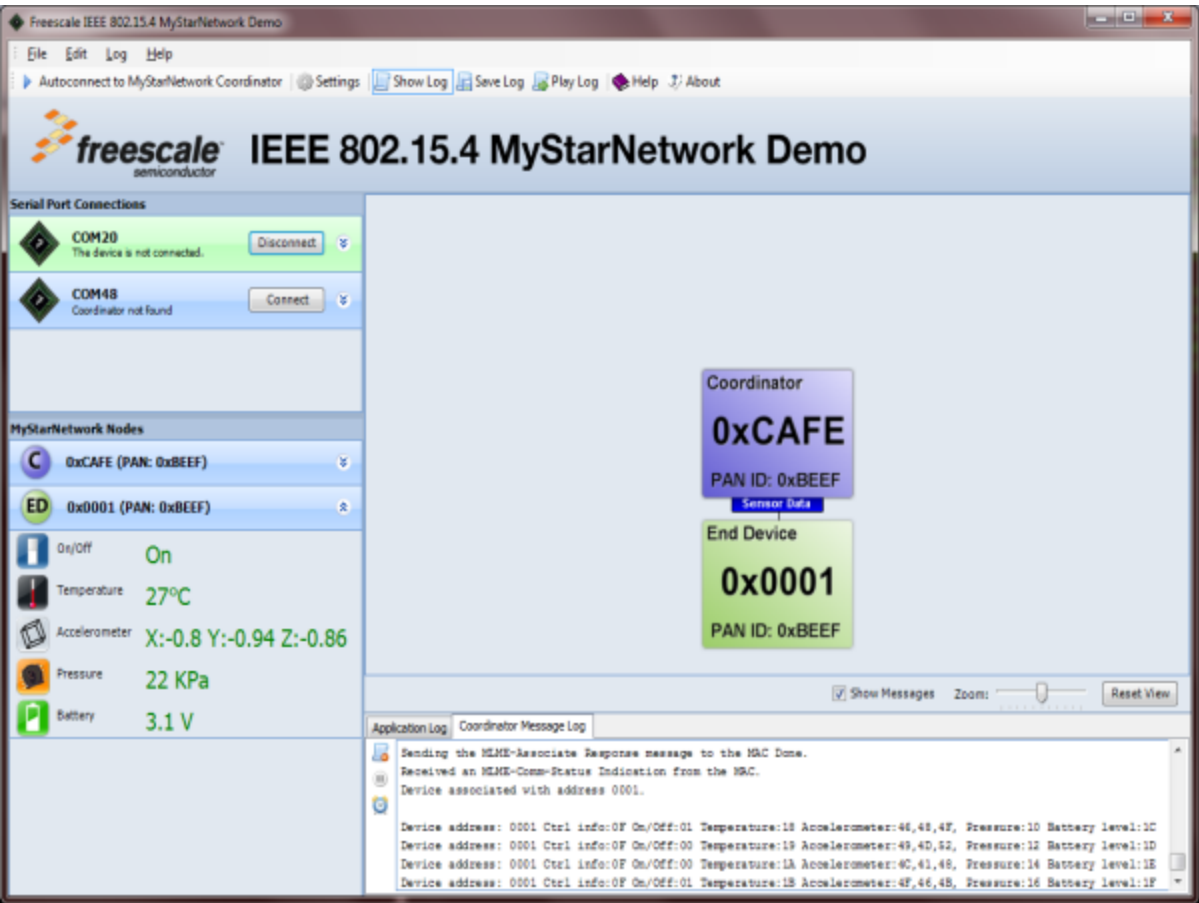 Freescale IEEE 802.15.4 MyStarNetwork Demo
File Edit Log Help
Autoconnect to MyStarNetwork Coordinator Settings Show Log Save Log Play Log Help About
freescale semiconductor
IEEE 802.15.4 MyStarNetwork Demo
Serial Port Connections
COM20
The device is not connected.
Disconnect
COM48
Coordinator not found
Connect
MyStarNetwork Nodes
C 0xCAFE (PAN: 0xBEEF)
ED 0x0001 (PAN: 0xBEEF)
On/Off On
Temperature 27°C
Accelerometer X:-0.8 Y:-0.94 Z:-0.86
Pressure 22 KPa
Battery 3.1 V
Coordinator
0xCAFE
PAN ID: 0xBEEF
Sensor Data
End Device
0x0001
PAN ID: 0xBEEF
Show Messages Zoom: Reset View
Application Log Coordinator Message Log
Sending the MLME-Associate Response message to the MAC Done.
Received an MLME-Comm-Status Indication from the MAC.
Device associated with address 0001.
Device address: 0001 Ctrl info:0F On/Off:01 Temperature:18 Accelerometer:46,48,4F, Pressure:10 Battery level:1C
Device address: 0001 Ctrl info:0F On/Off:00 Temperature:19 Accelerometer:49,4D,52, Pressure:12 Battery level:1D
Device address: 0001 Ctrl info:0F On/Off:00 Temperature:1A Accelerometer:4C,41,48, Pressure:14 Battery level:1E
Device address: 0001 Ctrl info:0F On/Off:01 Temperature:1B Accelerometer:4F,46,4B, Pressure:16 Battery level:1F